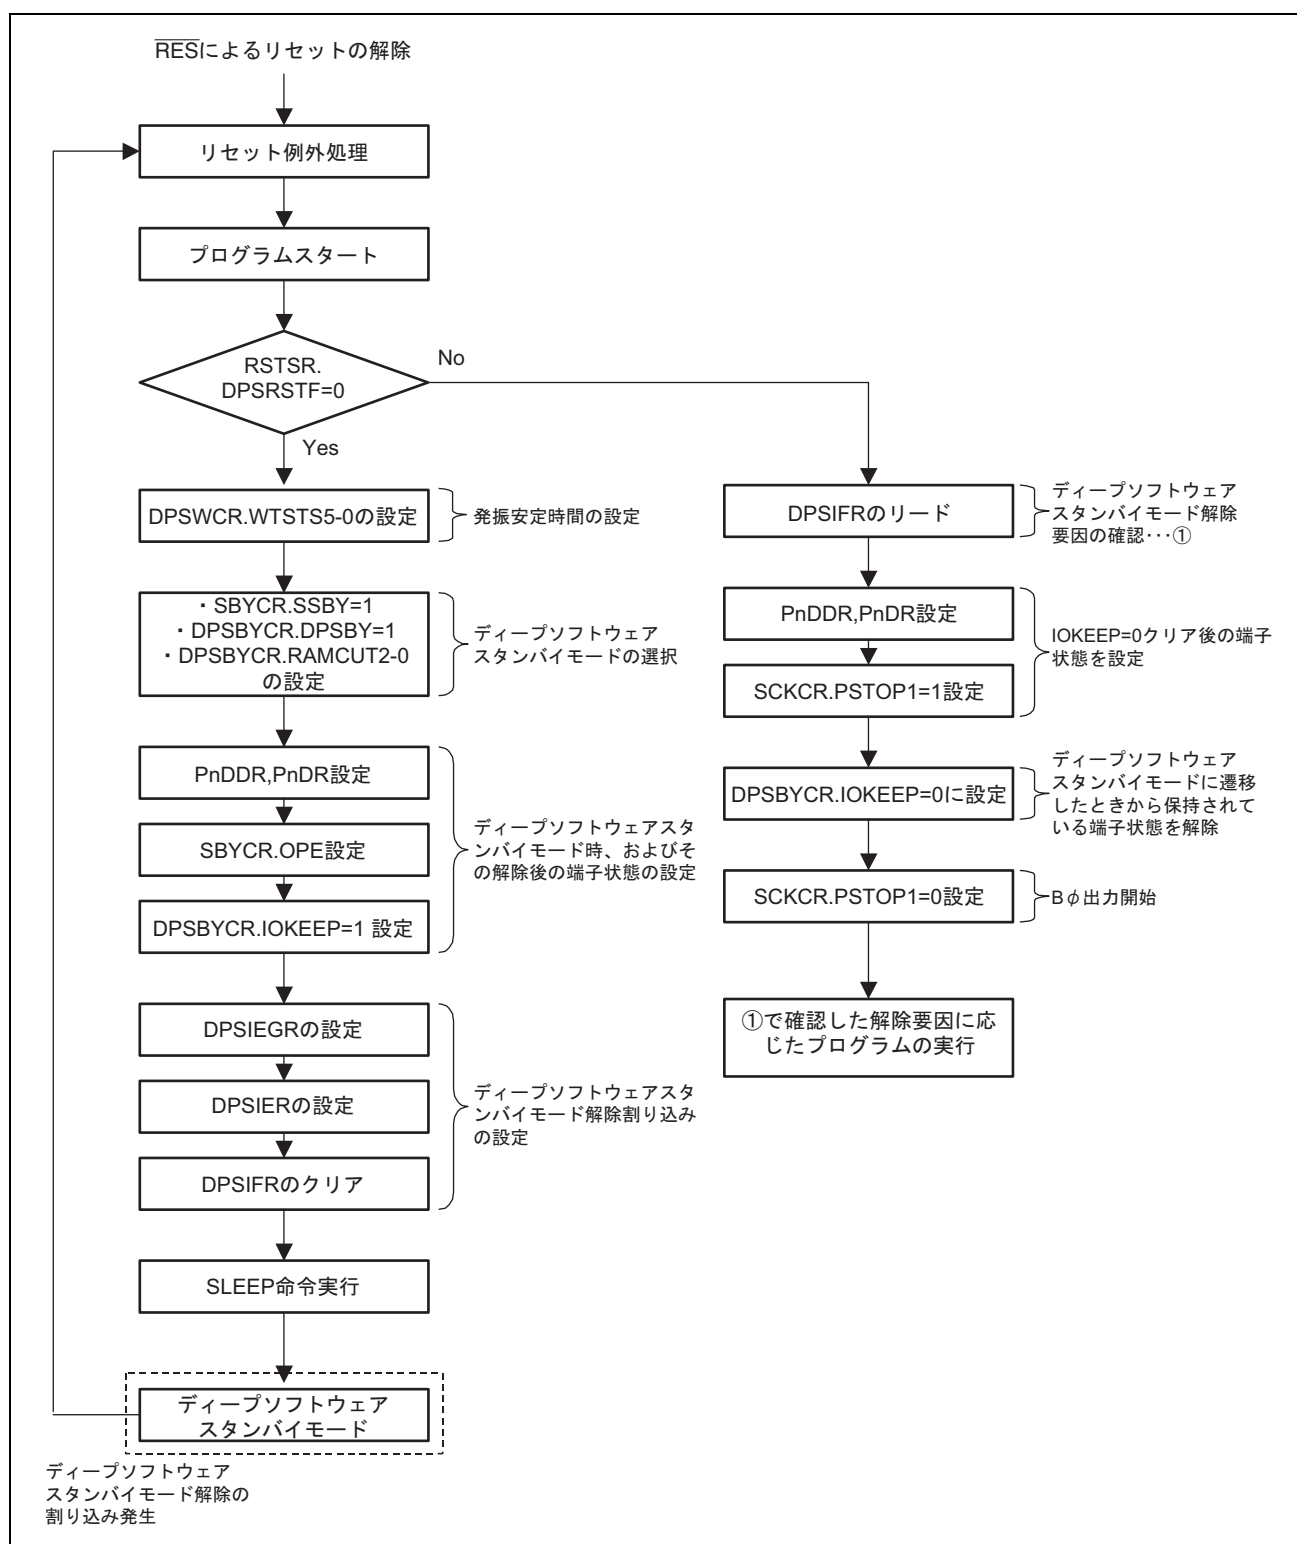 RESによるリセットの解除
リセット例外処理
プログラムスタート
RSTSR.
DPSRSTF=0
No
Yes
DPSWCR.WTSTS5-0の設定
発振安定時間の設定
・SBYCR.SSBY=1
・DPSBYCR.DPSBY=1
・DPSBYCR.RAMCUT2-0
の設定
ディープソフトウェア
スタンバイモードの選択
PnDDR,PnDR設定
SBYCR.OPE設定
DPSBYCR.IOKEEP=1 設定
ディープソフトウェアスタ
ンバイモード時、およびそ
の解除後の端子状態の設定
DPSIEGRの設定
DPSIERの設定
DPSIFRのクリア
ディープソフトウェアスタ
ンバイモード解除割り込み
の設定
SLEEP命令実行
ディープソフトウェア
スタンバイモード
ディープソフトウェア
スタンバイモード解除の
割り込み発生
DPSIFRのリード
ディープソフトウェア
スタンバイモード解除
要因の確認･･･①
PnDDR,PnDR設定
SCKCR.PSTOP1=1設定
IOKEEP=0クリア後の端子
状態を設定
DPSBYCR.IOKEEP=0に設定
ディープソフトウェア
スタンバイモードに遷移
したときから保持されて
いる端子状態を解除
SCKCR.PSTOP1=0設定
Bφ出力開始
①で確認した解除要因に応
じたプログラムの実行